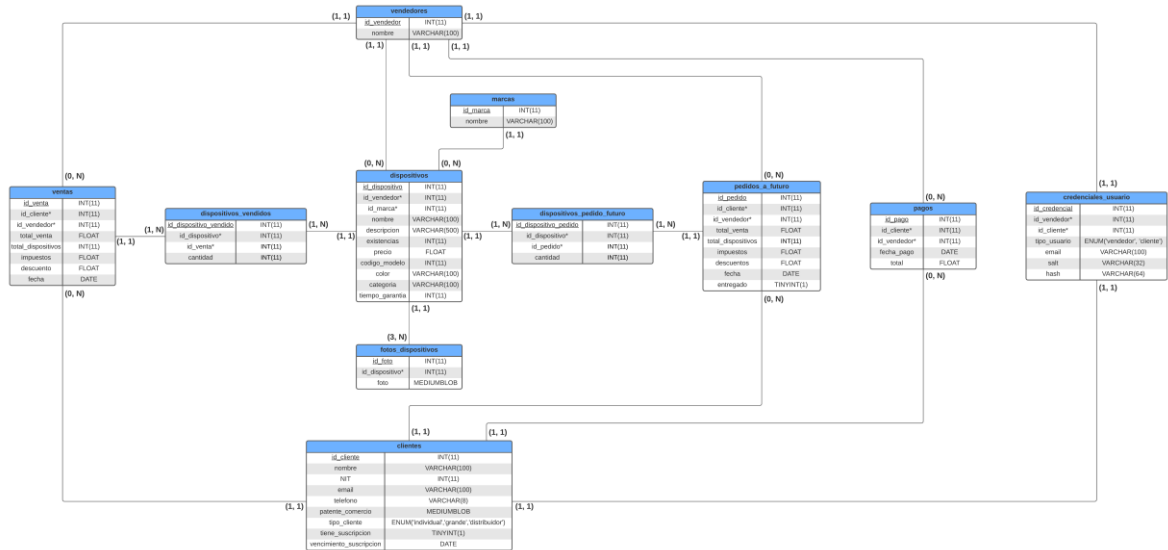 vendedores
id_vendedor INT(11)
nombre VARCHAR(100)
(1, 1)
(1, 1)
(1, 1)
(1, 1)
(1, 1)
marcas
id_marca INT(11)
nombre VARCHAR(100)
(1, 1)
(0, N)
(0, N)
(0, N)
(0, N)
(0, N)
(1, 1)
ventas
id_venta INT(11)
id_cliente* INT(11)
id_vendedor* INT(11)
total_venta FLOAT
total_dispositivos INT(11)
impuestos FLOAT
descuento FLOAT
fecha DATE
(1, 1)
(1, N)
(0, N)
dispositivos_vendidos
id_dispositivo_vendido INT(11)
id_dispositivo* INT(11)
id_venta* INT(11)
cantidad INT(11)
(1, N)
(1, 1)
dispositivos
id_dispositivo INT(11)
id_vendedor* INT(11)
id_marca* INT(11)
nombre VARCHAR(100)
descripcion VARCHAR(500)
existencias INT(11)
precio FLOAT
codigo_modelo INT(11)
color VARCHAR(100)
categoria VARCHAR(100)
tiempo_garantia INT(11)
(1, 1)
(1, 1)
(1, N)
dispositivos_pedido_futuro
id_dispositivo_pedido INT(11)
id_dispositivo* INT(11)
id_pedido* INT(11)
cantidad INT(11)
(1, N)
(1, 1)
pedidos_a_futuro
id_pedido INT(11)
id_cliente* INT(11)
id_vendedor* INT(11)
total_venta FLOAT
total_dispositivos INT(11)
impuestos FLOAT
descuentos FLOAT
fecha DATE
entregado TINYINT(1)
(0, N)
pagos
id_pago INT(11)
id_cliente* INT(11)
id_vendedor* INT(11)
fecha_pago DATE
total FLOAT
(0, N)
credenciales_usuario
id_credencial INT(11)
id_vendedor* INT(11)
id_cliente* INT(11)
tipo_usuario ENUM('vendedor', 'cliente')
email VARCHAR(100)
salt VARCHAR(32)
hash VARCHAR(64)
(1, 1)
(3, N)
fotos_dispositivos
id_foto INT(11)
id_dispositivo* INT(11)
foto MEDIUMBLOB
(1, 1)
(1, 1)
clientes
id_cliente INT(11)
nombre VARCHAR(100)
NIT INT(11)
email VARCHAR(100)
telefono VARCHAR(8)
patente_comercio MEDIUMBLOB
tipo_cliente ENUM('individual','grande','distribuidor')
tiene_suscripcion TINYINT(1)
vencimiento_suscripcion DATE
(1, 1)
(1, 1)